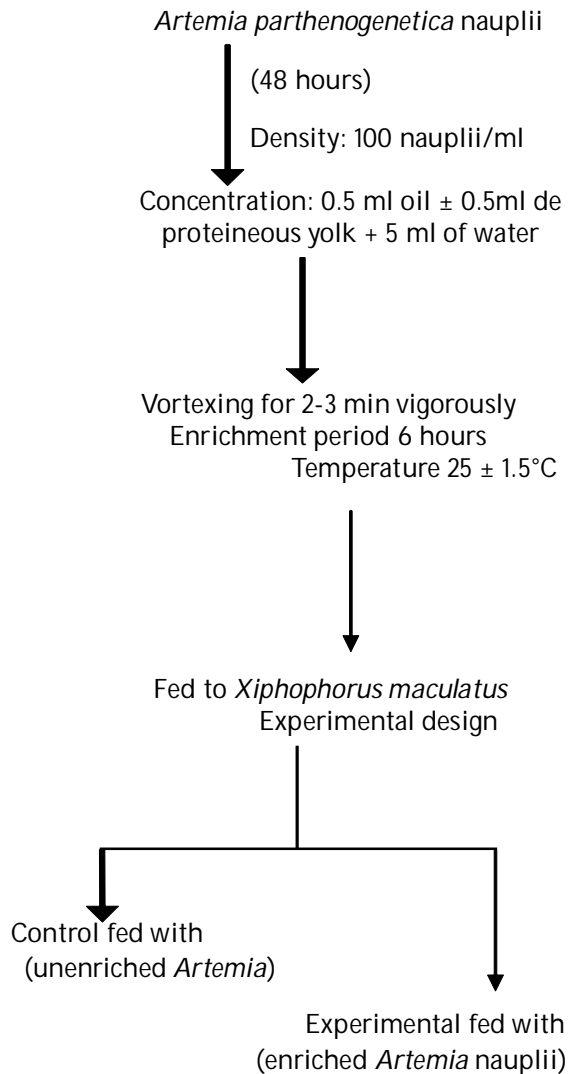 Artemia parthenogenetica nauplii
(48 hours)
Density: 100 nauplii/ml
Concentration: 0.5 ml oil ± 0.5ml de
proteineous yolk + 5 ml of water
Vortexing for 2-3 min vigorously
Enrichment period 6 hours
Temperature 25 ± 1.5°C
Fed to Xiphophorus maculatus
Experimental design
Control fed with
(unenriched Artemia)
Experimental fed with
(enriched Artemia nauplii)